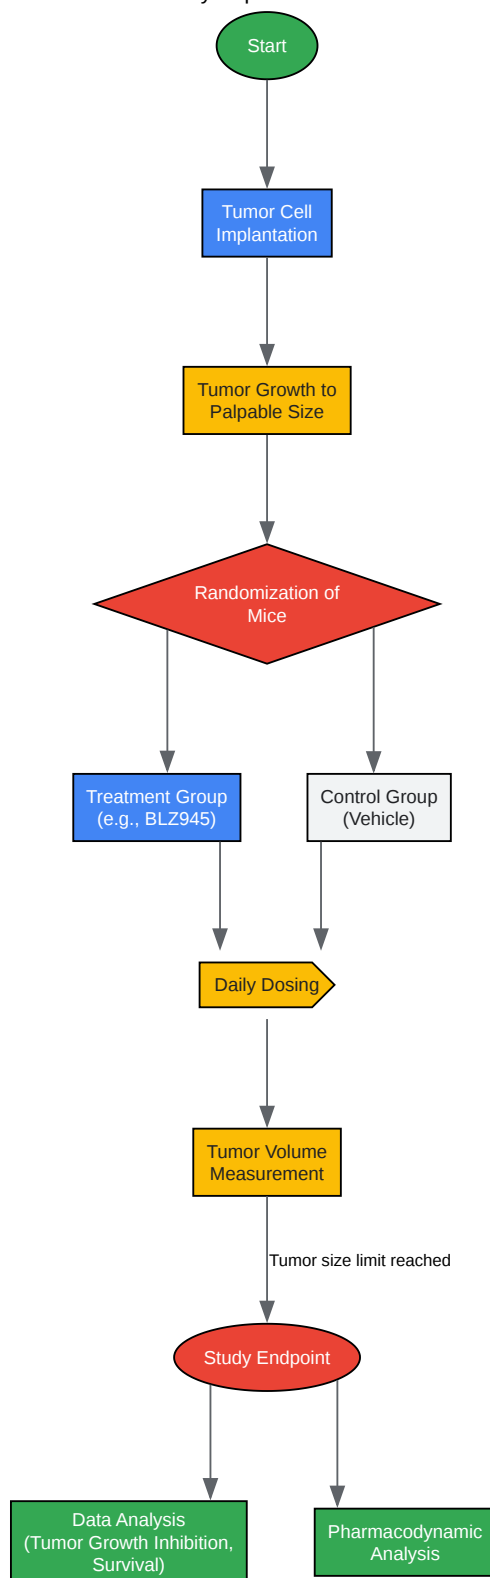 Start
Tumor Cell
Implantation
Tumor Growth to
Palpable Size
Randomization of
Mice
Treatment Group
(e.g., BLZ945)
Control Group
(Vehicle)
Daily Dosing
Tumor Volume
Measurement
Tumor size limit reached
Study Endpoint
Data Analysis
(Tumor Growth Inhibition,
Survival)
Pharmacodynamic
Analysis